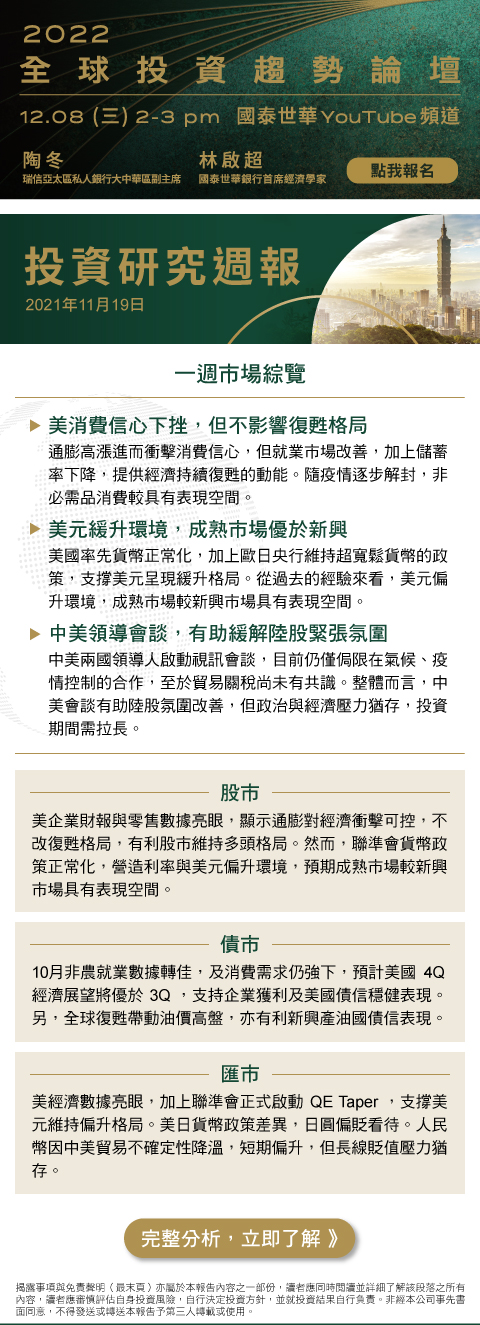 2022
全球投資趨勢論壇
12.08 (三) 2-3 pm 國泰世華YouTube頻道
陶冬 林啟超
瑞信亞太區私人銀行大中華區副主席 國泰世華銀行首席經濟學家
點我報名
投資研究週報
2021年11月19日
一週市場綜覽
美消費信心下挫，但不影響復甦格局
通膨高漲進而衝擊消費信心，但就業市場改善，加上儲蓄
率下降，提供經濟持續復甦的動能。隨疫情逐步解封，非
必需品消費較具有表現空間。
美元緩升環境，成熟市場優於新興
美國率先貨幣正常化，加上歐日央行維持超寬鬆貨幣的政
策，支撐美元呈現緩升格局。從過去的經驗來看，美元偏
升環境，成熟市場較新興市場具有表現空間。
中美領導會談，有助緩解陸股緊張氛圍
中美兩國領導人啟動視訊會談，目前仍僅侷限在氣候、疫
情控制的合作，至於貿易關稅尚未有共識。整體而言，中
美會談有助陸股氛圍改善，但政治與經濟壓力猶存，投資
期間需拉長。
股市
美企業財報與零售數據亮眼，顯示通膨對經濟衝擊可控，不
改復甦格局，有利股市維持多頭格局。然而，聯準會貨幣政
策正常化，營造利率與美元偏升環境，預期成熟市場較新興
市場具有表現空間。
債市
10月非農就業數據轉佳，及消費需求仍強下，預計美國 4Q
經濟展望將優於 3Q ，支持企業獲利及美國債信穩健表現。
另，全球復甦帶動油價高盤，亦有利新興產油國債信表現。
匯市
美經濟數據亮眼，加上聯準會正式啟動 QE Taper ，支撐美
元維持偏升格局。美日貨幣政策差異，日圓偏貶看待。人民
幣因中美貿易不確定性降溫，短期偏升，但長線貶值壓力猶
存。
完整分析，立即了解 》
揭露事項與免責聲明（最末頁）亦屬於本報告內容之一部份，讀者應同時閱讀並詳細了解該段落之所有
內容，讀者應審慎評估自身投資風險，自行決定投資方針，並就投資結果自行負責。非經本公司事先書
面同意，不得發送或轉送本報告予第三人轉載或使用。